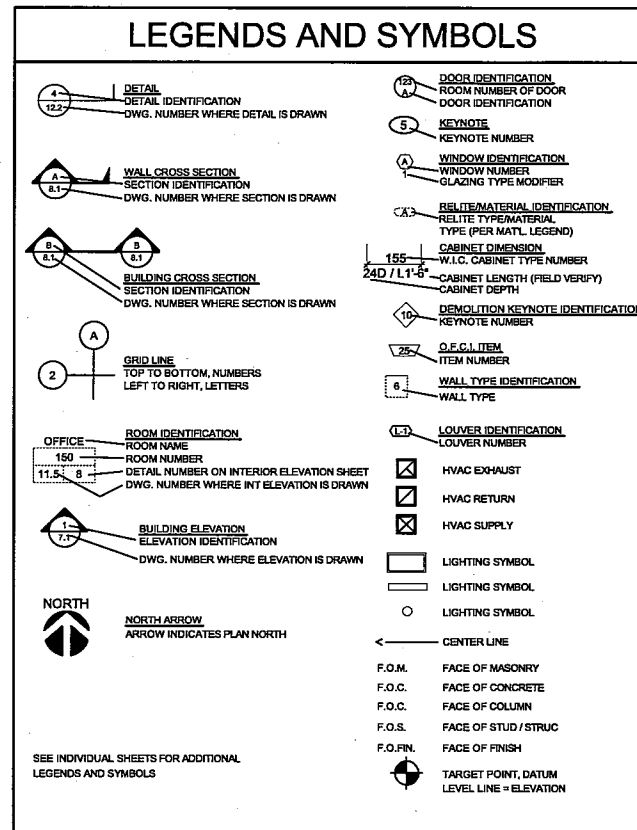 LEGENDS AND SYMBOLS
4
12.2
DETAIL
DETAIL IDENTIFICATION
DWG. NUMBER WHERE DETAIL IS DRAWN
A
8.1
WALL CROSS SECTION
SECTION IDENTIFICATION
DWG. NUMBER WHERE SECTION IS DRAWN
B
8.1
B
8.1
BUILDING CROSS SECTION
SECTION IDENTIFICATION
DWG. NUMBER WHERE SECTION IS DRAWN
A
2
GRID LINE
TOP TO BOTTOM, NUMBERS
LEFT TO RIGHT, LETTERS
OFFICE
150
11.5 8
ROOM IDENTIFICATION
ROOM NAME
ROOM NUMBER
DETAIL NUMBER ON INTERIOR ELEVATION SHEET
DWG. NUMBER WHERE INT ELEVATION IS DRAWN
1
7.1
BUILDING ELEVATION
ELEVATION IDENTIFICATION
DWG. NUMBER WHERE ELEVATION IS DRAWN
NORTH
NORTH ARROW
ARROW INDICATES PLAN NORTH
SEE INDIVIDUAL SHEETS FOR ADDITIONAL
LEGENDS AND SYMBOLS
123
A
DOOR IDENTIFICATION
ROOM NUMBER OF DOOR
DOOR IDENTIFICATION
5
KEYNOTE
KEYNOTE NUMBER
A
1
WINDOW IDENTIFICATION
WINDOW NUMBER
GLAZING TYPE MODIFIER
A
RELITE/MATERIAL IDENTIFICATION
RELITE TYPE/MATERIAL
TYPE (PER MAT'L. LEGEND)
155
24D / L1'-6"
CABINET DIMENSION
W.I.C. CABINET TYPE NUMBER
CABINET LENGTH (FIELD VERIFY)
CABINET DEPTH
10
DEMOLITION KEYNOTE IDENTIFICATION
KEYNOTE NUMBER
25
O.F.C.I. ITEM
ITEM NUMBER
6
WALL TYPE IDENTIFICATION
WALL TYPE
L-1
LOUVER IDENTIFICATION
LOUVER NUMBER
HVAC EXHAUST
HVAC RETURN
HVAC SUPPLY
LIGHTING SYMBOL
LIGHTING SYMBOL
LIGHTING SYMBOL
CENTER LINE
F.O.M. FACE OF MASONRY
F.O.C. FACE OF CONCRETE
F.O.C. FACE OF COLUMN
F.O.S. FACE OF STUD / STRUC
F.O.FIN. FACE OF FINISH
TARGET POINT, DATUM
LEVEL LINE = ELEVATION